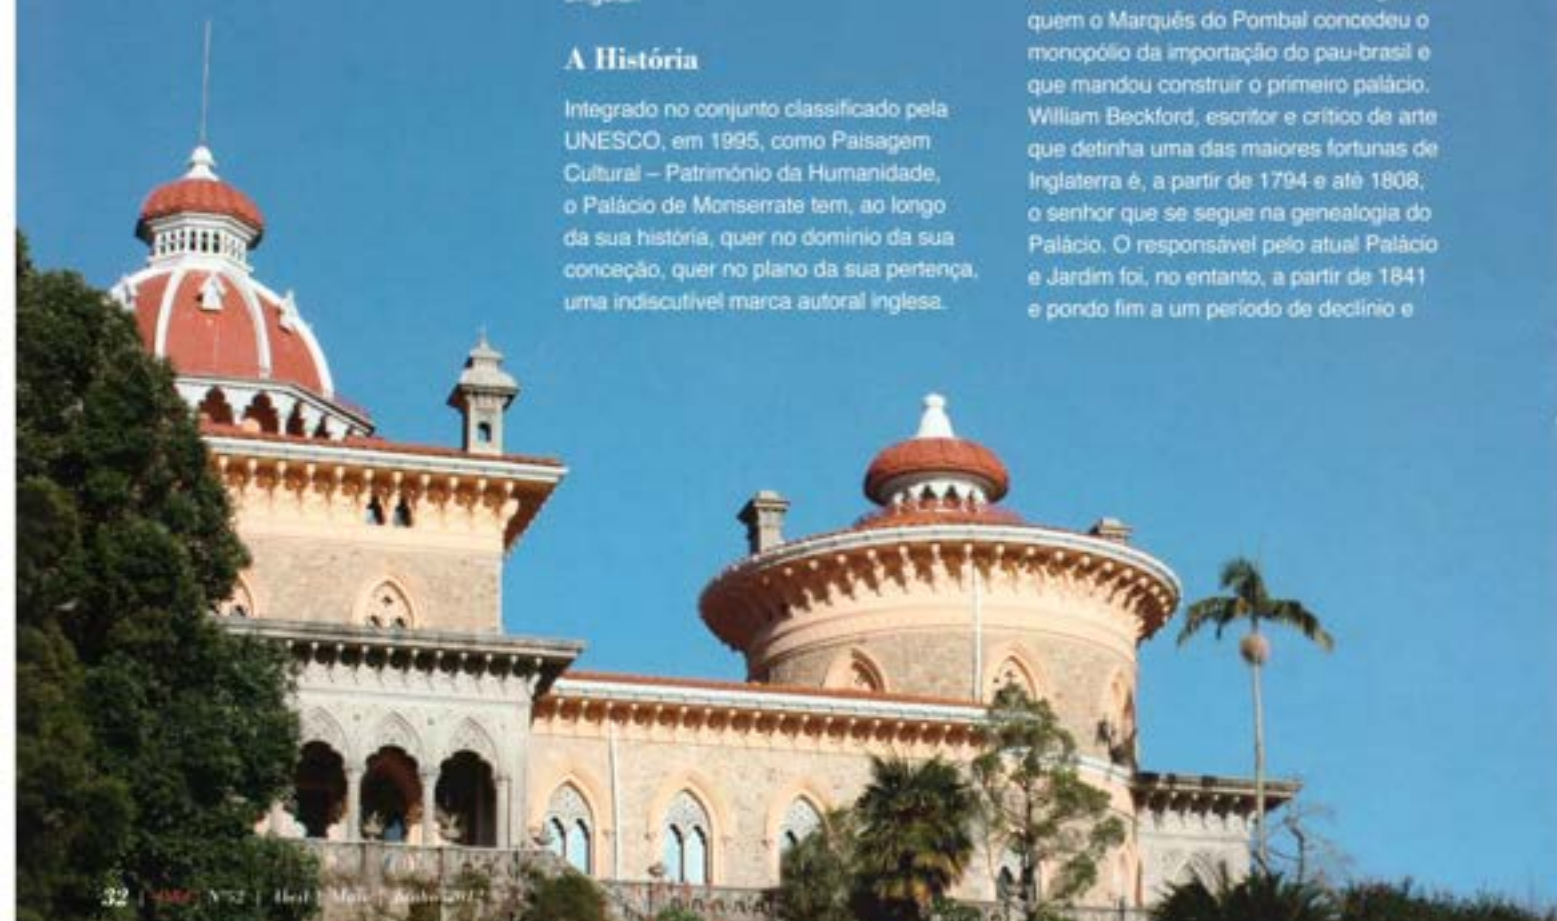 A História
Integrado no conjunto classificado pela
UNESCO, em 1995, como Paisagem
Cultural – Património da Humanidade,
o Palácio de Monserrate tem, ao longo
da sua história, quer no domínio da sua
conceção, quer no plano da sua pertença,
uma indiscutível marca autoral inglesa.
quem o Marquês do Pombal concedeu o
monopólio da importação do pau-brasil e
que mandou construir o primeiro palácio.
William Beckford, escritor e crítico de arte
que detinha uma das maiores fortunas de
Inglaterra é, a partir de 1794 e até 1808,
o senhor que se segue na genealogia do
Palácio. O responsável pelo atual Palácio
e Jardim foi, no entanto, a partir de 1841
e pondo fim a um período de declínio e
32 | Nº52 | Abril | Maio | Junho 2012